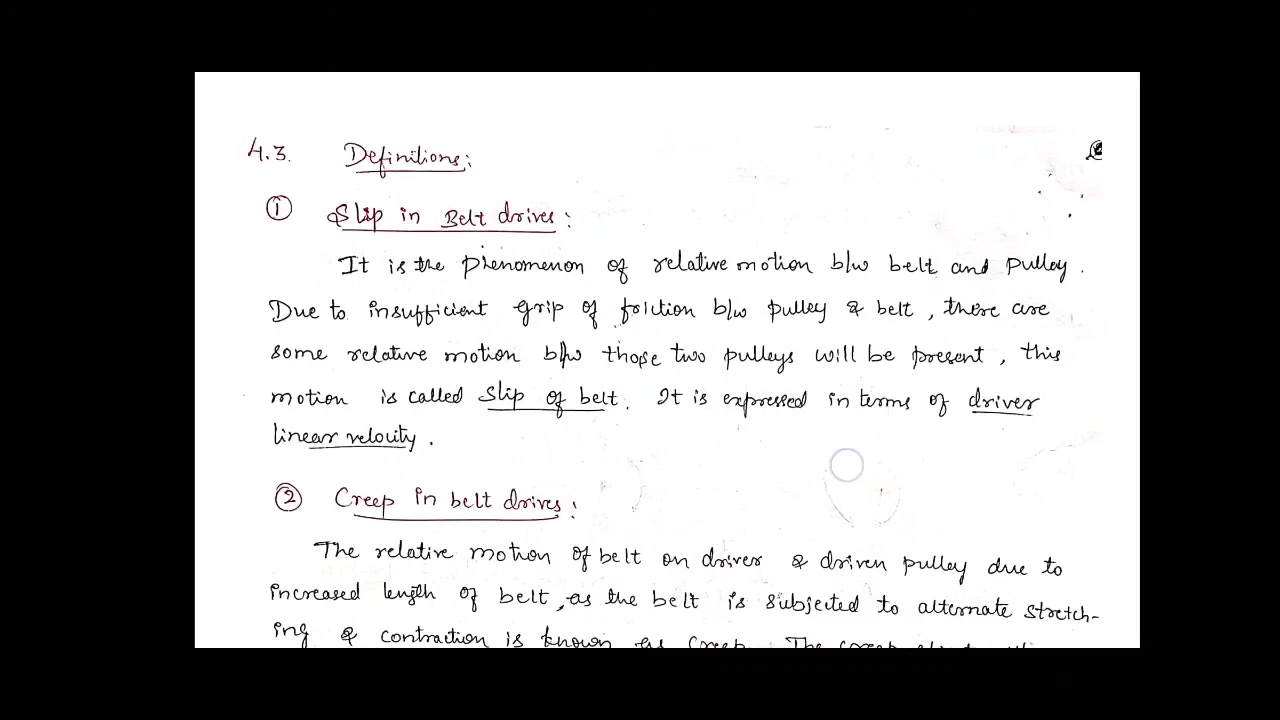 4.3. Definitions:
① Slip in Belt drives:
It is the phenomenon of relative motion b/w belt and pulley.
Due to insufficient grip of friction b/w pulley & belt, there are
some relative motion b/w those two pulleys will be present, this
motion is called slip of belt. It is expressed in terms of driver
linear velouity.
② Creep in belt drives:
The relative motion of belt on driver & driven pulley due to
increased length of belt, as the belt is subjected to alternate stretch-
ing & contraction is known as creep. The creep